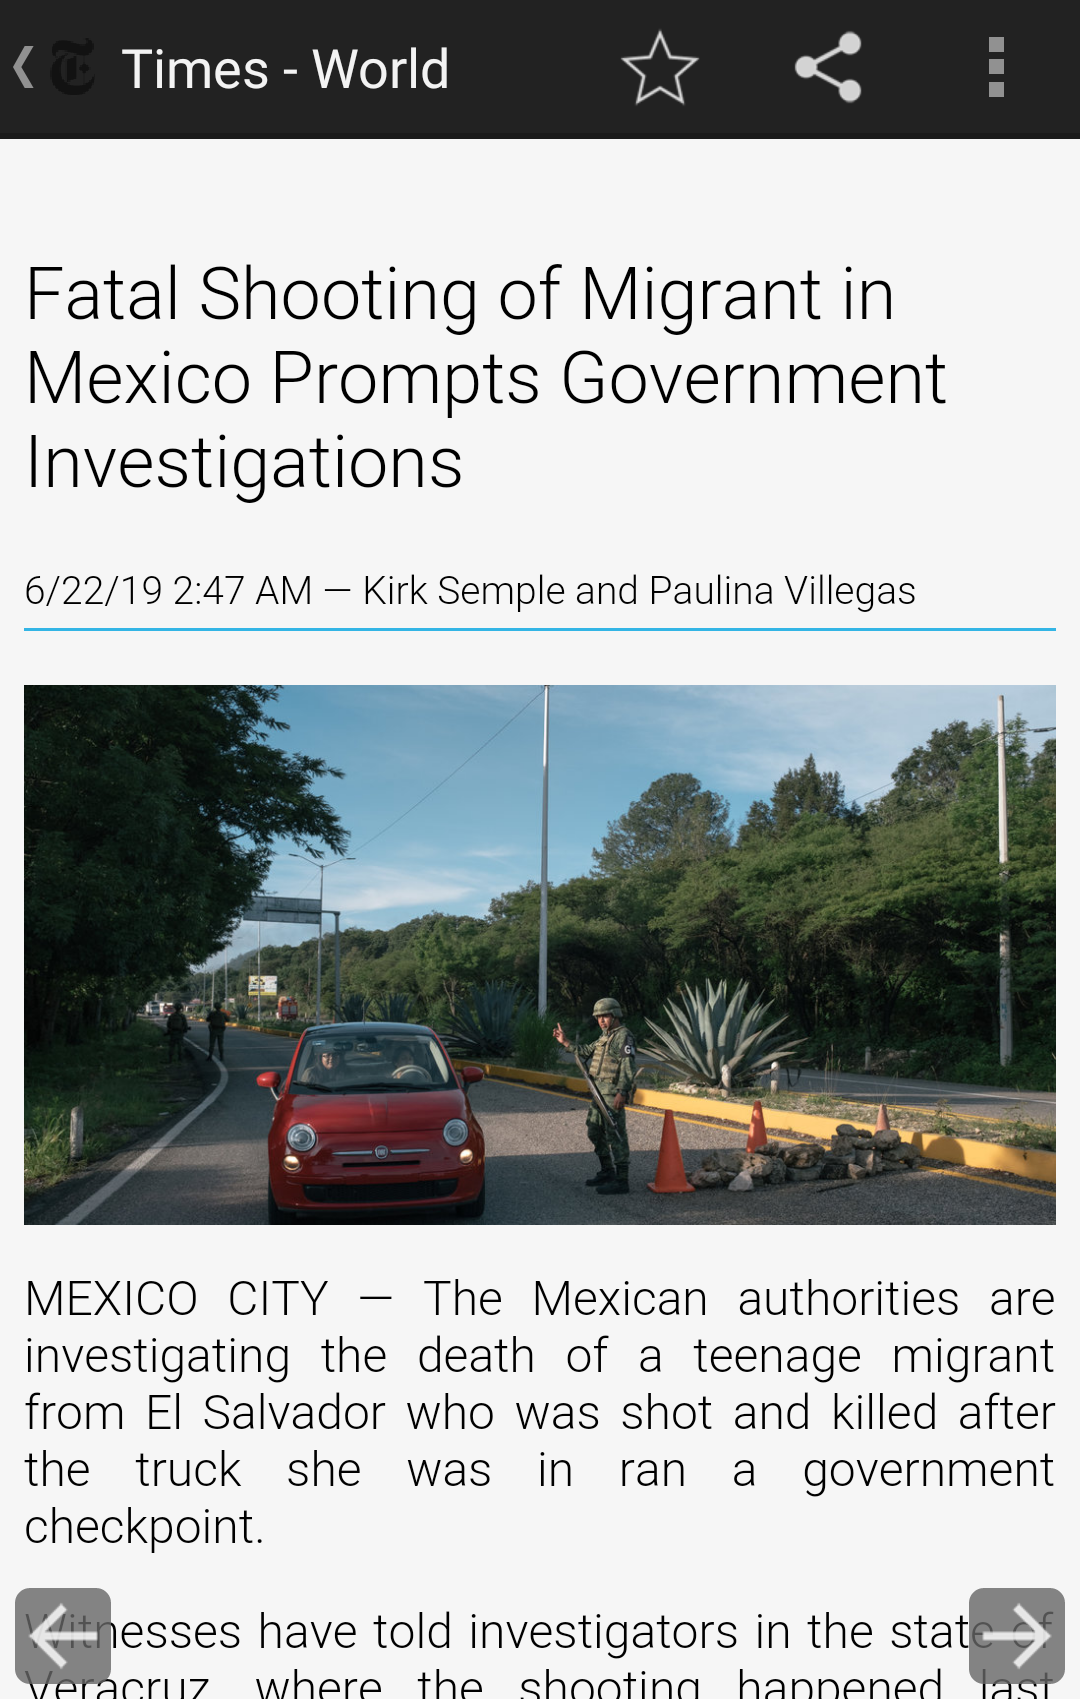 Times - World
Fatal Shooting of Migrant in
Mexico Prompts Government
Investigations
6/22/19 2:47 AM — Kirk Semple and Paulina Villegas
G
MEXICO CITY — The Mexican authorities are
investigating the death of a teenage migrant
from El Salvador who was shot and killed after
the truck she was in ran a government
checkpoint.
Witnesses have told investigators in the state of
Veracruz, where the shooting happened last